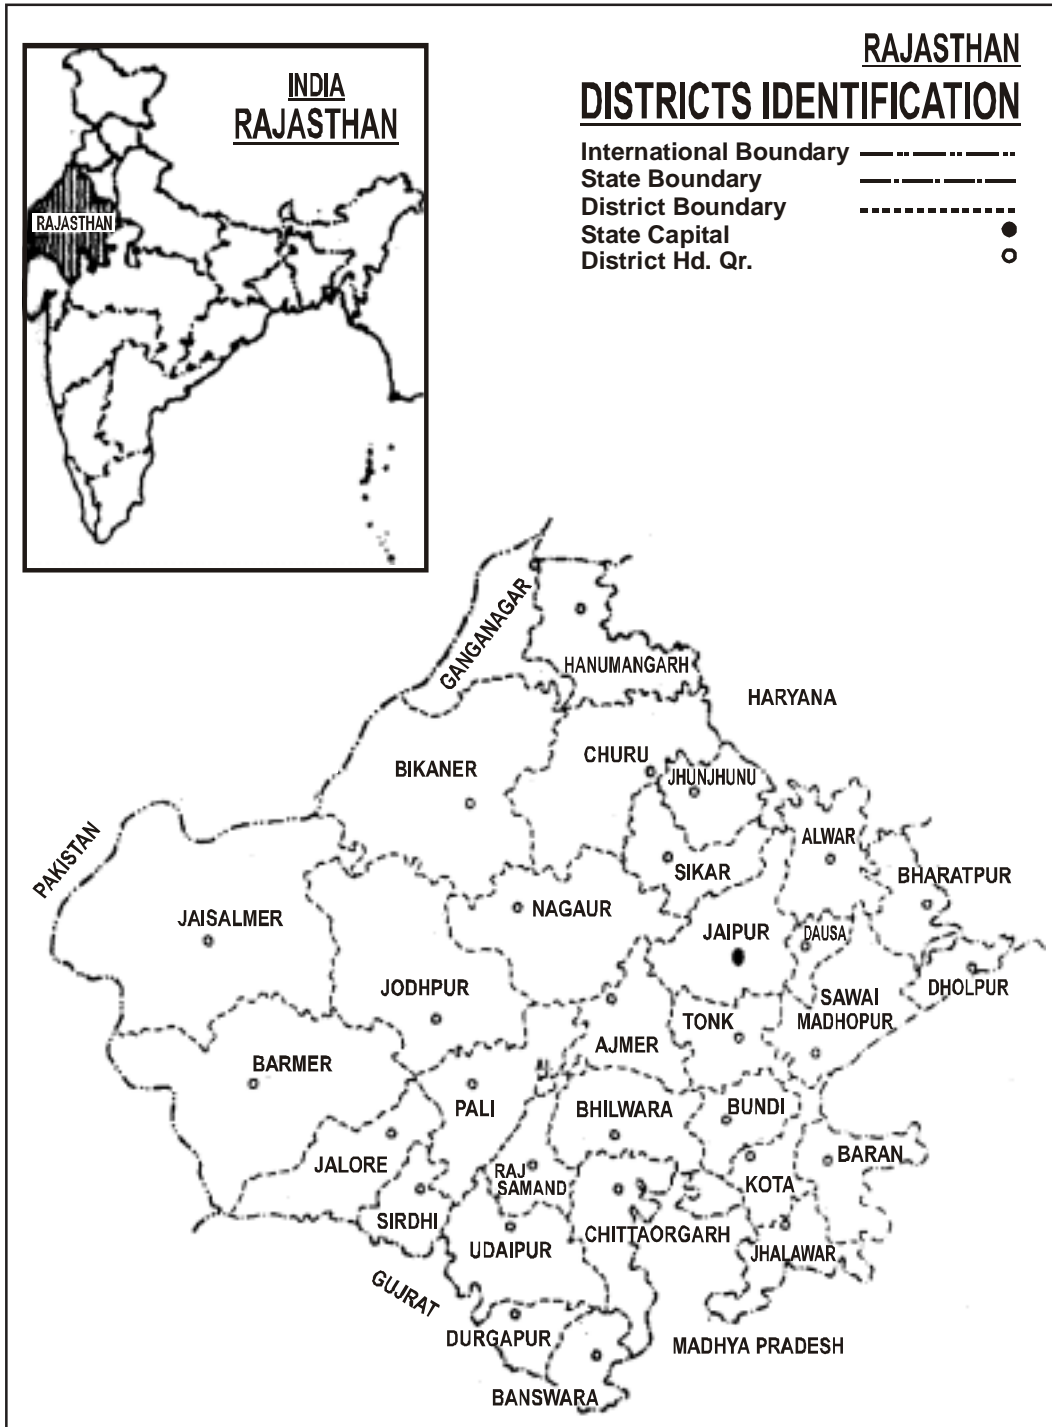 INDIA
RAJASTHAN
RAJASTHAN
RAJASTHAN
DISTRICTS IDENTIFICATION
International Boundary
State Boundary
District Boundary
State Capital
District Hd. Qr.
GANGANAGAR
HANUMANGARH
HARYANA
BIKANER
CHURU
JHUNJHUNU
PAKISTAN
ALWAR
SIKAR
BHARATPUR
JAISALMER
NAGAUR
JAIPUR
DAUSA
JODHPUR
DHOLPUR
SAWAI
MADHOPUR
TONK
AJMER
BARMER
PALI
BHILWARA
BUNDI
JALORE
RAJ
SAMAND
KOTA
BARAN
SIRDHI
UDAIPUR
CHITTAORGARH
JHALAWAR
GUJRAT
DURGAPUR
MADHYA PRADESH
BANSWARA